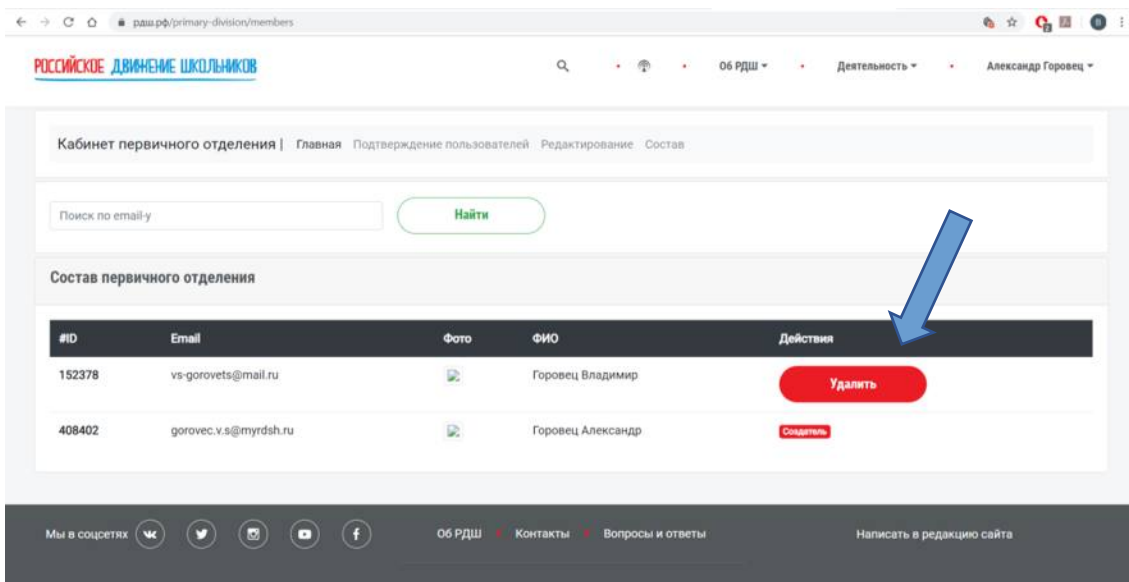 рдш.рф/primary-division/members
РОССИЙСКОЕ ДВИЖЕНИЕ ШКОЛЬНИКОВ
Об РДШ
Деятельность
Александр Горовец
Кабинет первичного отделения | Главная Подтверждение пользователей Редактирование Состав
Поиск по email-у
Найти
Состав первичного отделения
#ID Email Фото ФИО Действия
152378 vs-gorovets@mail.ru Горовец Владимир Удалить
408402 gorovec.v.s@myrdsh.ru Горовец Александр Создатель
Мы в соцсетях Об РДШ Контакты Вопросы и ответы Написать в редакцию сайта